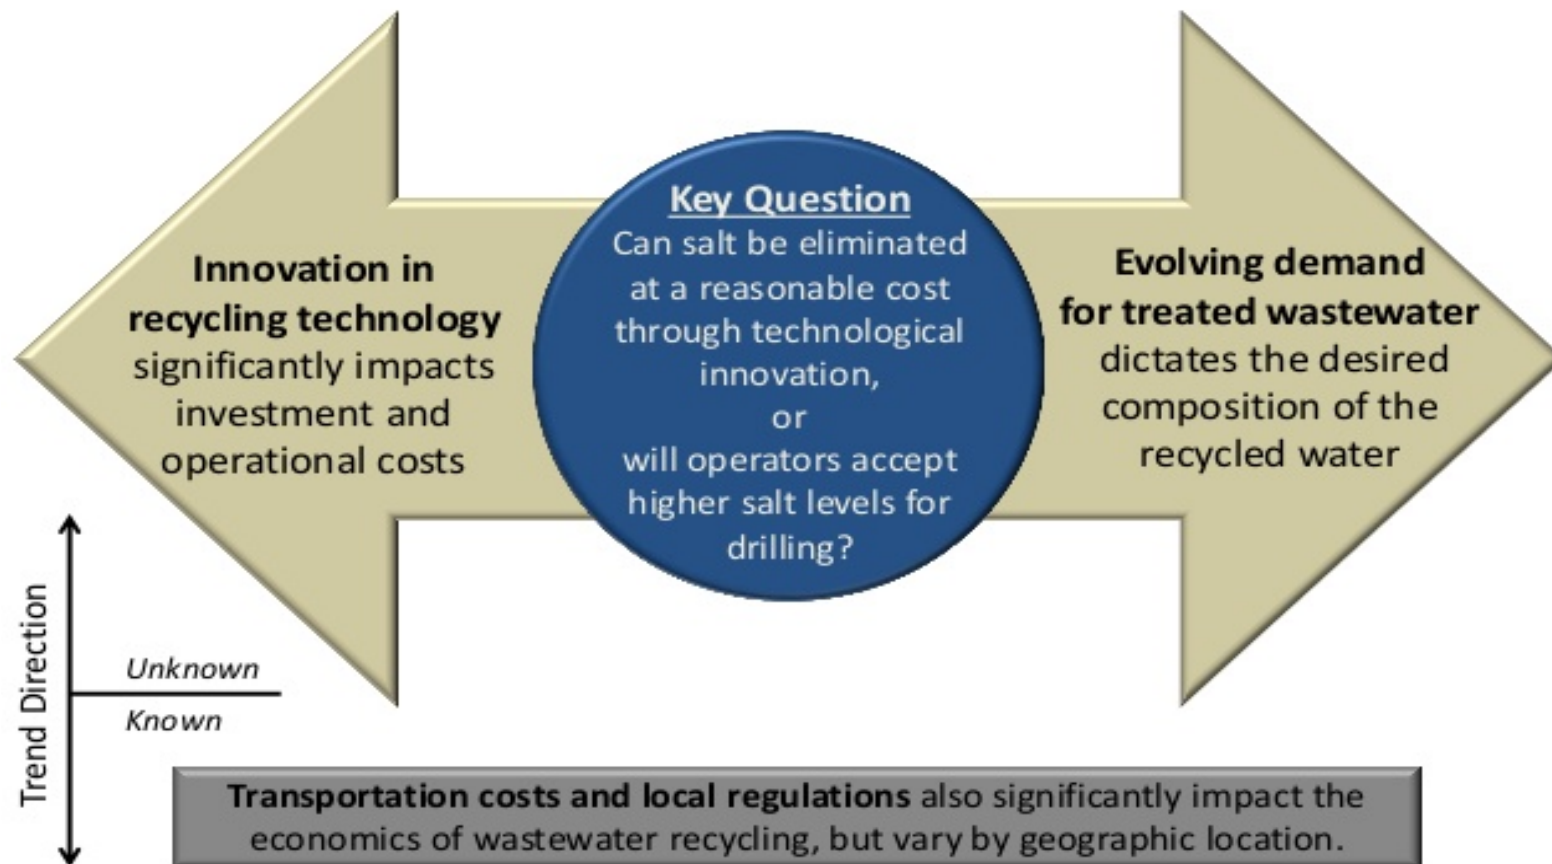 Key Question
Can salt be eliminated
at a reasonable cost
through technological
innovation,
or
will operators accept
higher salt levels for
drilling?
Innovation in
recycling technology
significantly impacts
investment and
operational costs
Evolving demand
for treated wastewater
dictates the desired
composition of the
recycled water
Trend Direction
Unknown
Known
Transportation costs and local regulations also significantly impact the
economics of wastewater recycling, but vary by geographic location.